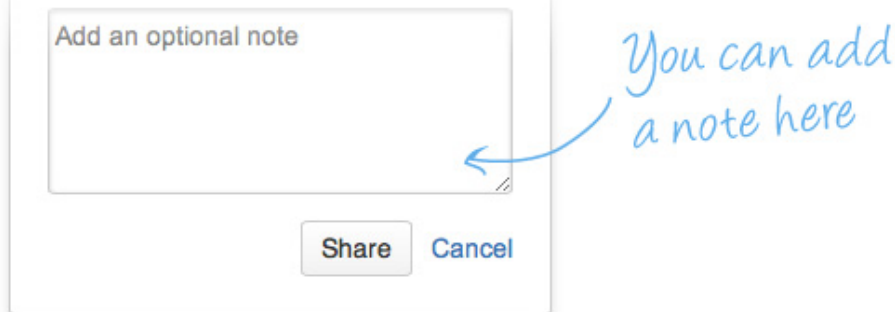 Add an optional note
You can add
a note here
Share Cancel